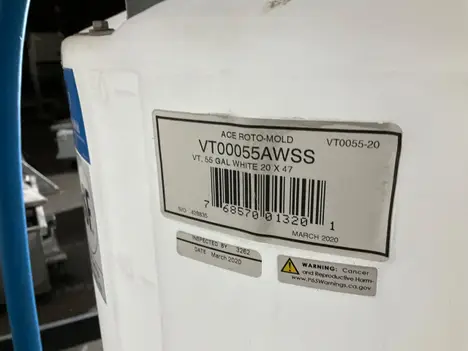 ACE ROTO-MOLD VT0055-20
VT00055AWSS
VT, 55 GAL WHITE 20 X 47
7 68570 01320 1
MARCH 2020
INSPECTED BY 3262
DATE March 2020
WARNING: Cancer
and Reproductive Harm-
www.P65Warnings.ca.gov